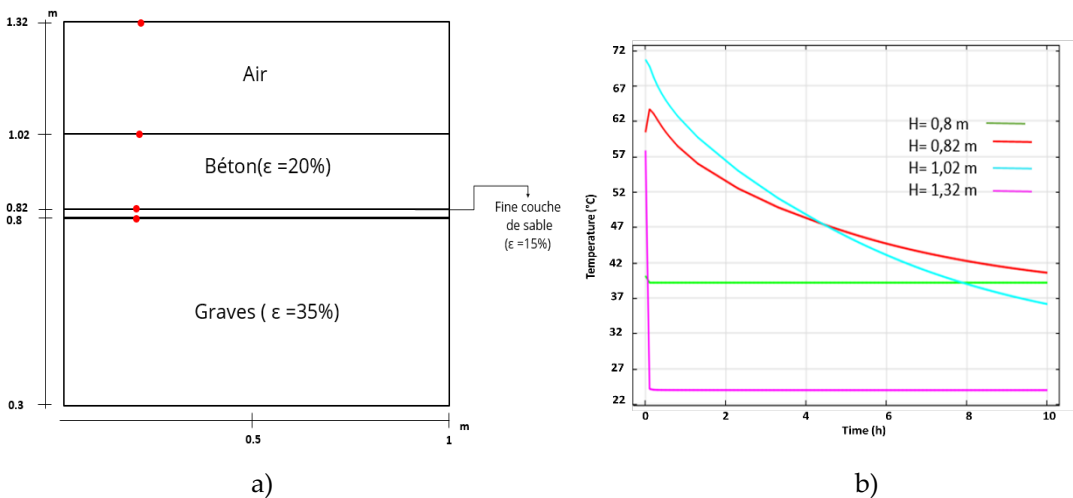 1.32
m
Air
1.02
Béton(ε =20%)
0.82
0.8
Fine couche
de sable
(ε =15%)
Graves ( ε =35%)
0.3
0.5
1
m
a)
72
67
62
57
52
47
42
37
32
27
22
Temperature (°C)
H= 0,8 m
H= 0,82 m
H= 1,02 m
H= 1,32 m
0
2
4
6
8
10
Time (h)
b)